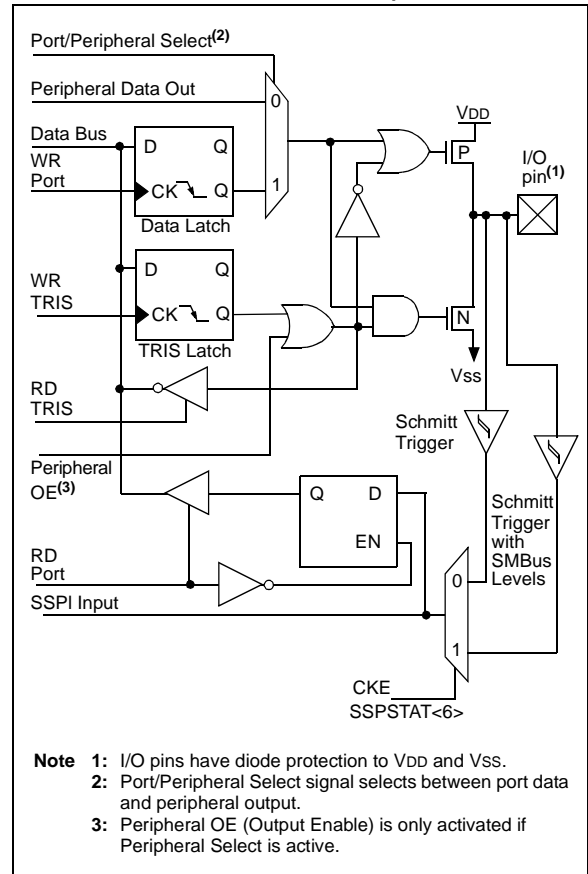 Port/Peripheral Select(2)
Peripheral Data Out
0
VDD
Data Bus
D Q
P
I/O
pin(1)
WR
Port
CK Q
1
Data Latch
D Q
WR
TRIS
CK Q
N
TRIS Latch
Vss
RD
TRIS
Schmitt
Trigger
Peripheral
OE(3)
Q D
EN
Schmitt
Trigger
with
SMBus
Levels
RD
Port
0
SSPI Input
1
CKE
SSPSTAT<6>
Note 1: I/O pins have diode protection to VDD and VSS.
2: Port/Peripheral Select signal selects between port data
and peripheral output.
3: Peripheral OE (Output Enable) is only activated if
Peripheral Select is active.